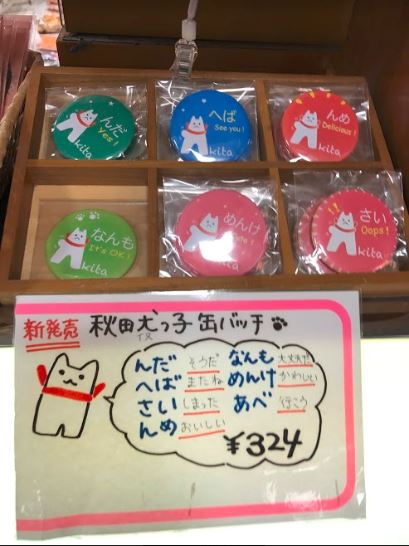 んだ
Yes!
kita
へば
See you!
kita
んめ
Delicious!
kita
なんも
It's OK!
kita
めんけ
kita
さい
Oops!
kita
新発売 秋田犬っ子 缶バッチ
イヌ
んだ そうだ なんも 大丈夫だ
へば またね めんけ かわいい
さい しまった あべ 行こう
んめ おいしい
¥324